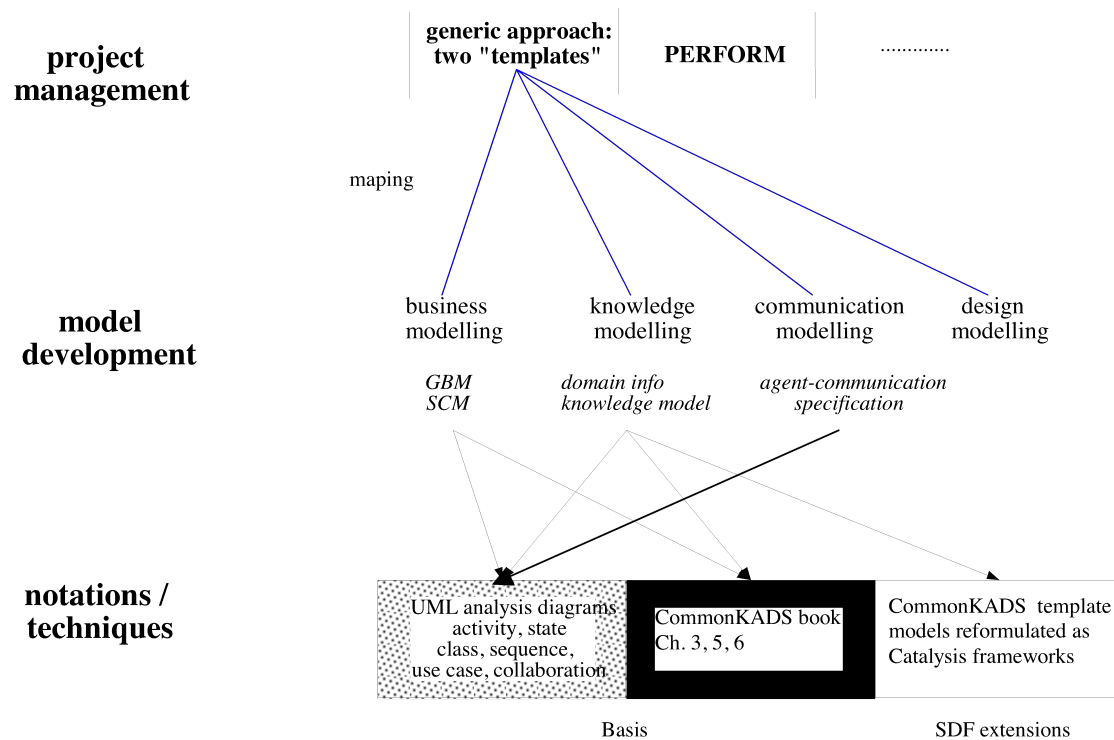 project
management
generic approach:
two "templates"
PERFORM
.............
maping
model
development
business
modelling
knowledge
modelling
communication
modelling
design
modelling
GBM
SCM
domain info
knowledge model
agent-communication
specification
notations /
techniques
UML analysis diagrams
activity, state
class, sequence,
use case, collaboration
CommonKADS book
Ch. 3, 5, 6
CommonKADS template
models reformulated as
Catalysis frameworks
Basis
SDF extensions